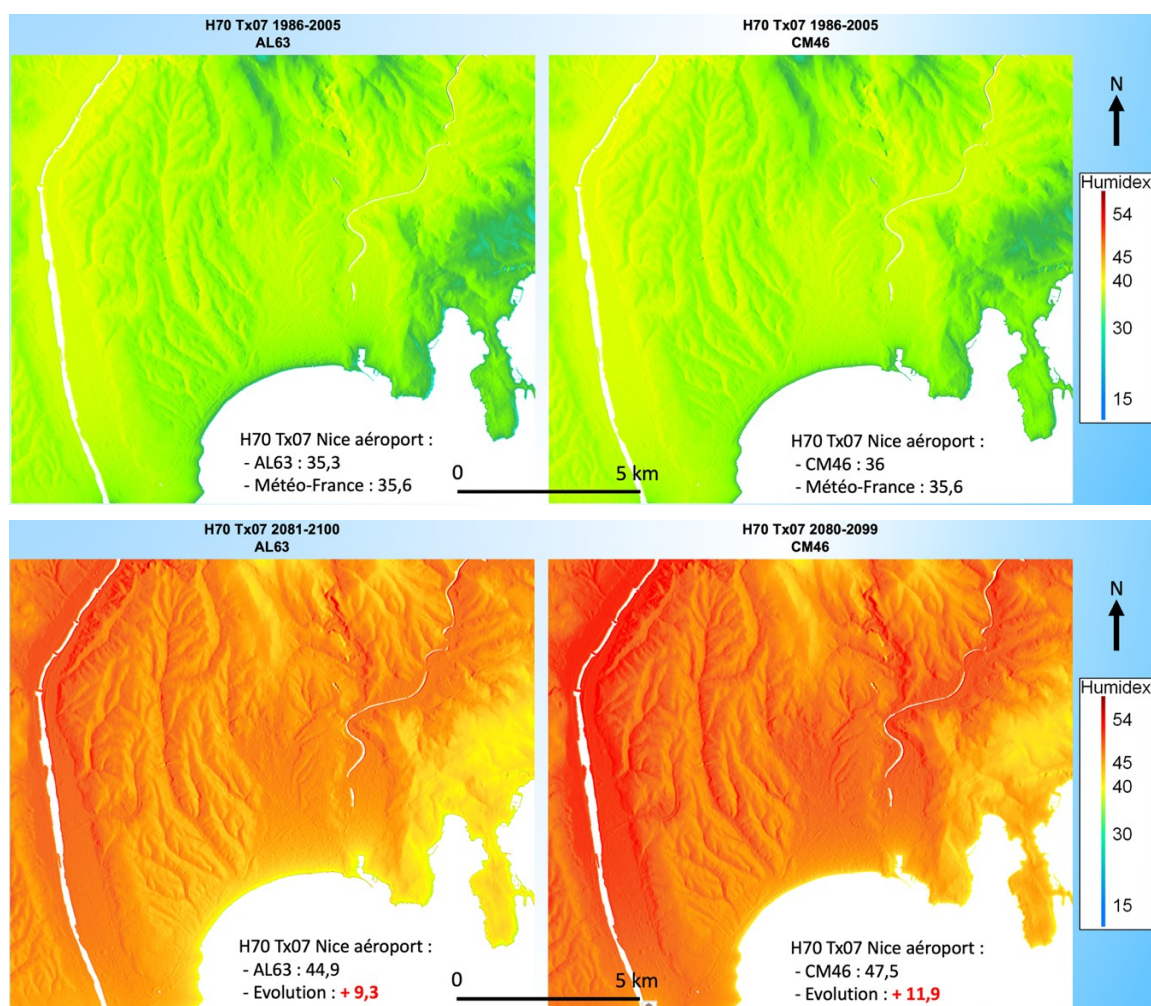 H70 Tx07 1986-2005
AL63
H70 Tx07 1986-2005
CM46
N
Humidex
54
45
40
30
15
H70 Tx07 Nice aéroport :
- AL63 : 35,3
- Météo-France : 35,6
0
5 km
H70 Tx07 Nice aéroport :
- CM46 : 36
- Météo-France : 35,6
H70 Tx07 2081-2100
AL63
H70 Tx07 2080-2099
CM46
N
Humidex
54
45
40
30
15
H70 Tx07 Nice aéroport :
- AL63 : 44,9
- Evolution : + 9,3
0
5 km
H70 Tx07 Nice aéroport :
- CM46 : 47,5
- Evolution : + 11,9